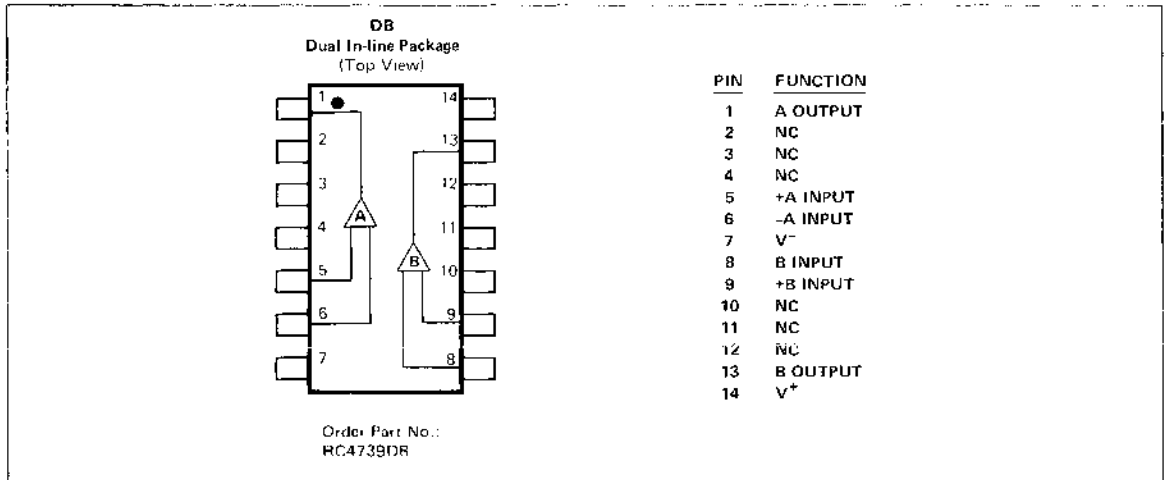 DB
Dual In-line Package
(Top View)
1
14
2
13
3
12
A
4
11
B
5
10
6
9
7
8
Order Part No.:
RC4739DB
PIN FUNCTION
1 A OUTPUT
2 NC
3 NC
4 NC
5 +A INPUT
6 -A INPUT
7 V-
8 B INPUT
9 +B INPUT
10 NC
11 NC
12 NC
13 B OUTPUT
14 V+